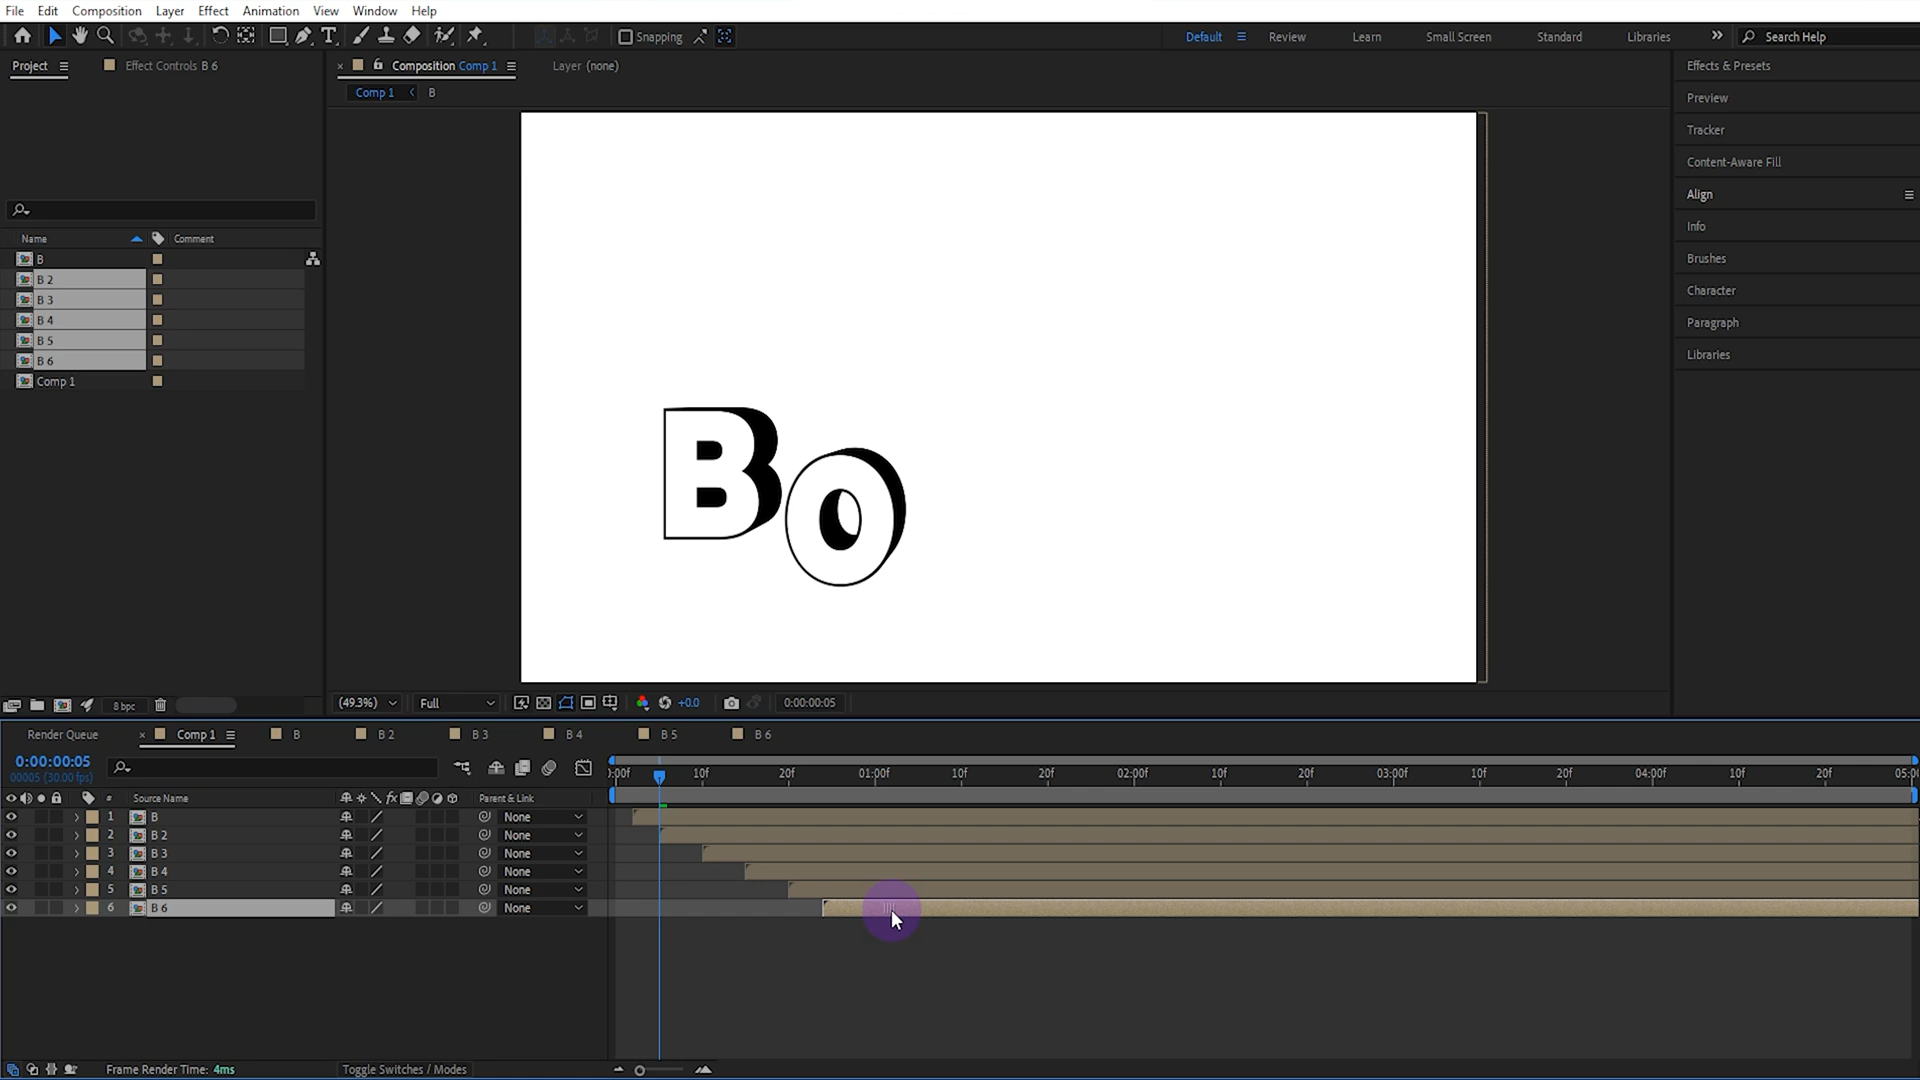 File Edit Composition Layer Effect Animation View Window Help
Snapping Default Review Learn Small Screen Standard Libraries Search Help
Project Effect Controls B 6
Composition Comp 1 Layer (none)
Comp 1 B
Name Comment
B
B 2
B 3
B 4
B 5
B 6
Comp 1
8 bpc
Bo
(49.3%) Full +0.0 0:00:00:05
Effects & Presets
Preview
Tracker
Content-Aware Fill
Align
Info
Brushes
Character
Paragraph
Libraries
Render Queue Comp 1 B B 2 B 3 B 4 B 5 B 6
0:00:00:05
00005 (30.00 fps)
):00f 10f 20f 01:00f 10f 20f 02:00f 10f 20f 03:00f 10f 20f 04:00f 10f 20f 05:0
# Source Name fx Parent & Link
1 B None
2 B 2 None
3 B 3 None
4 B 4 None
5 B 5 None
6 B 6 None
Frame Render Time: 4ms Toggle Switches / Modes